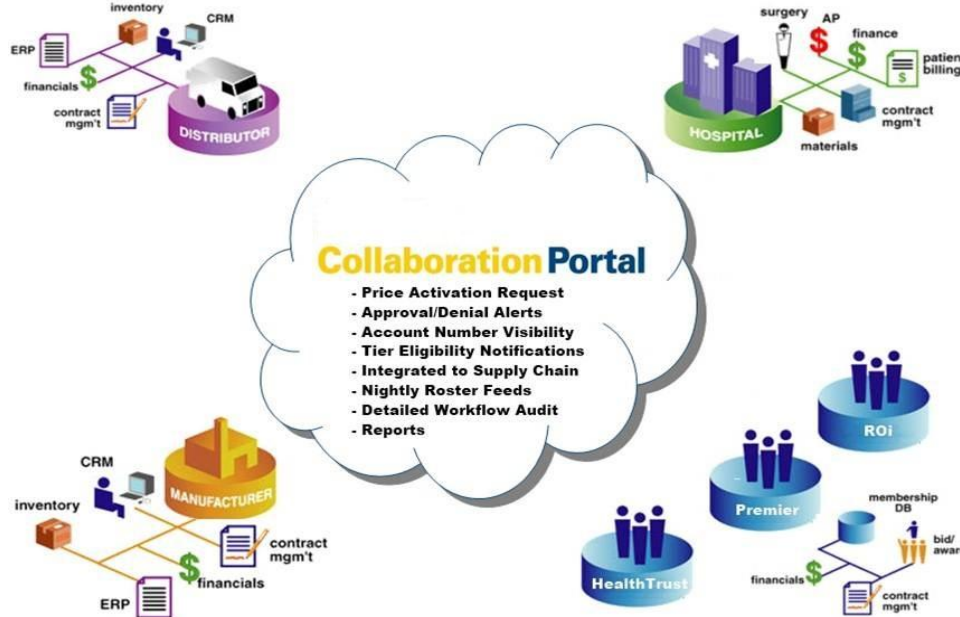 inventory
CRM
ERP
financials
contract
mgm't
DISTRIBUTOR
surgery
AP
finance
patien
billing
contract
mgm't
HOSPITAL
materials
Collaboration Portal
- Price Activation Request
- Approval/Denial Alerts
- Account Number Visibility
- Tier Eligibility Notifications
- Integrated to Supply Chain
- Nightly Roster Feeds
- Detailed Workflow Audit
- Reports
CRM
MANUFACTURER
inventory
contract
mgm't
financials
ERP
ROi
Premier
HealthTrust
membership
DB
bid/
awar
financials
contract
mgm't